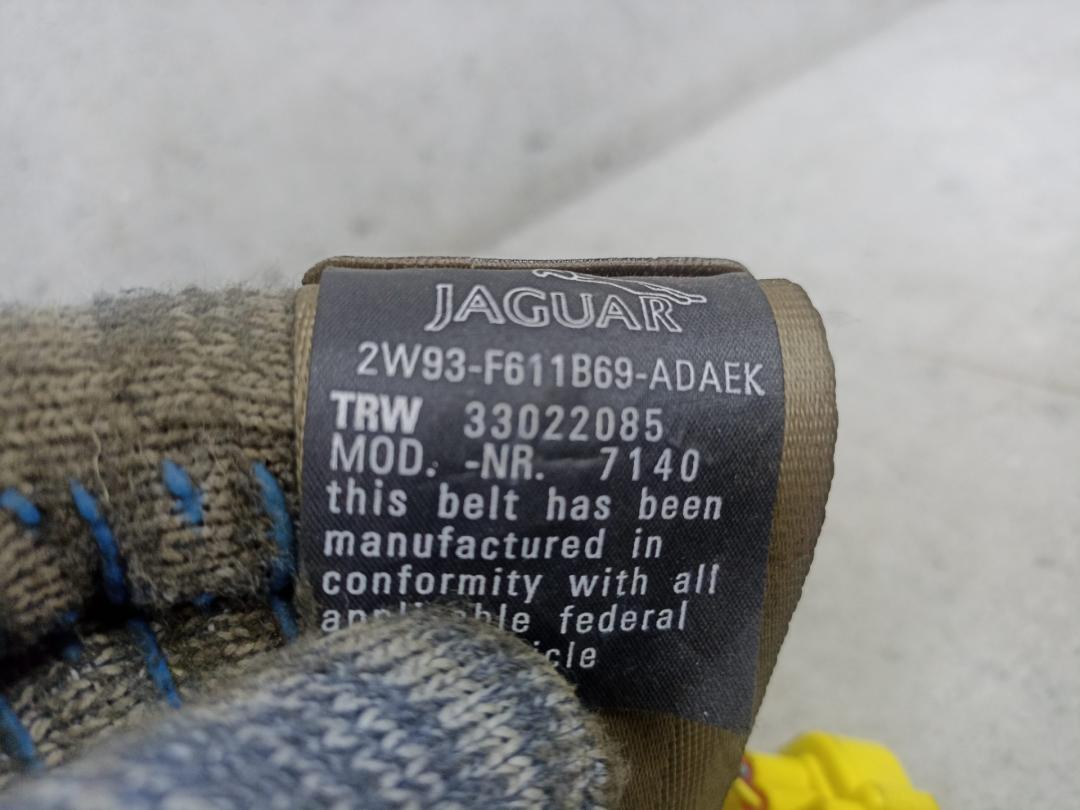 JAGUAR
2W93-F611B69-ADAEK
TRW 33022085
MOD. -NR. 7140
this belt has been
manufactured in
conformity with all
federal